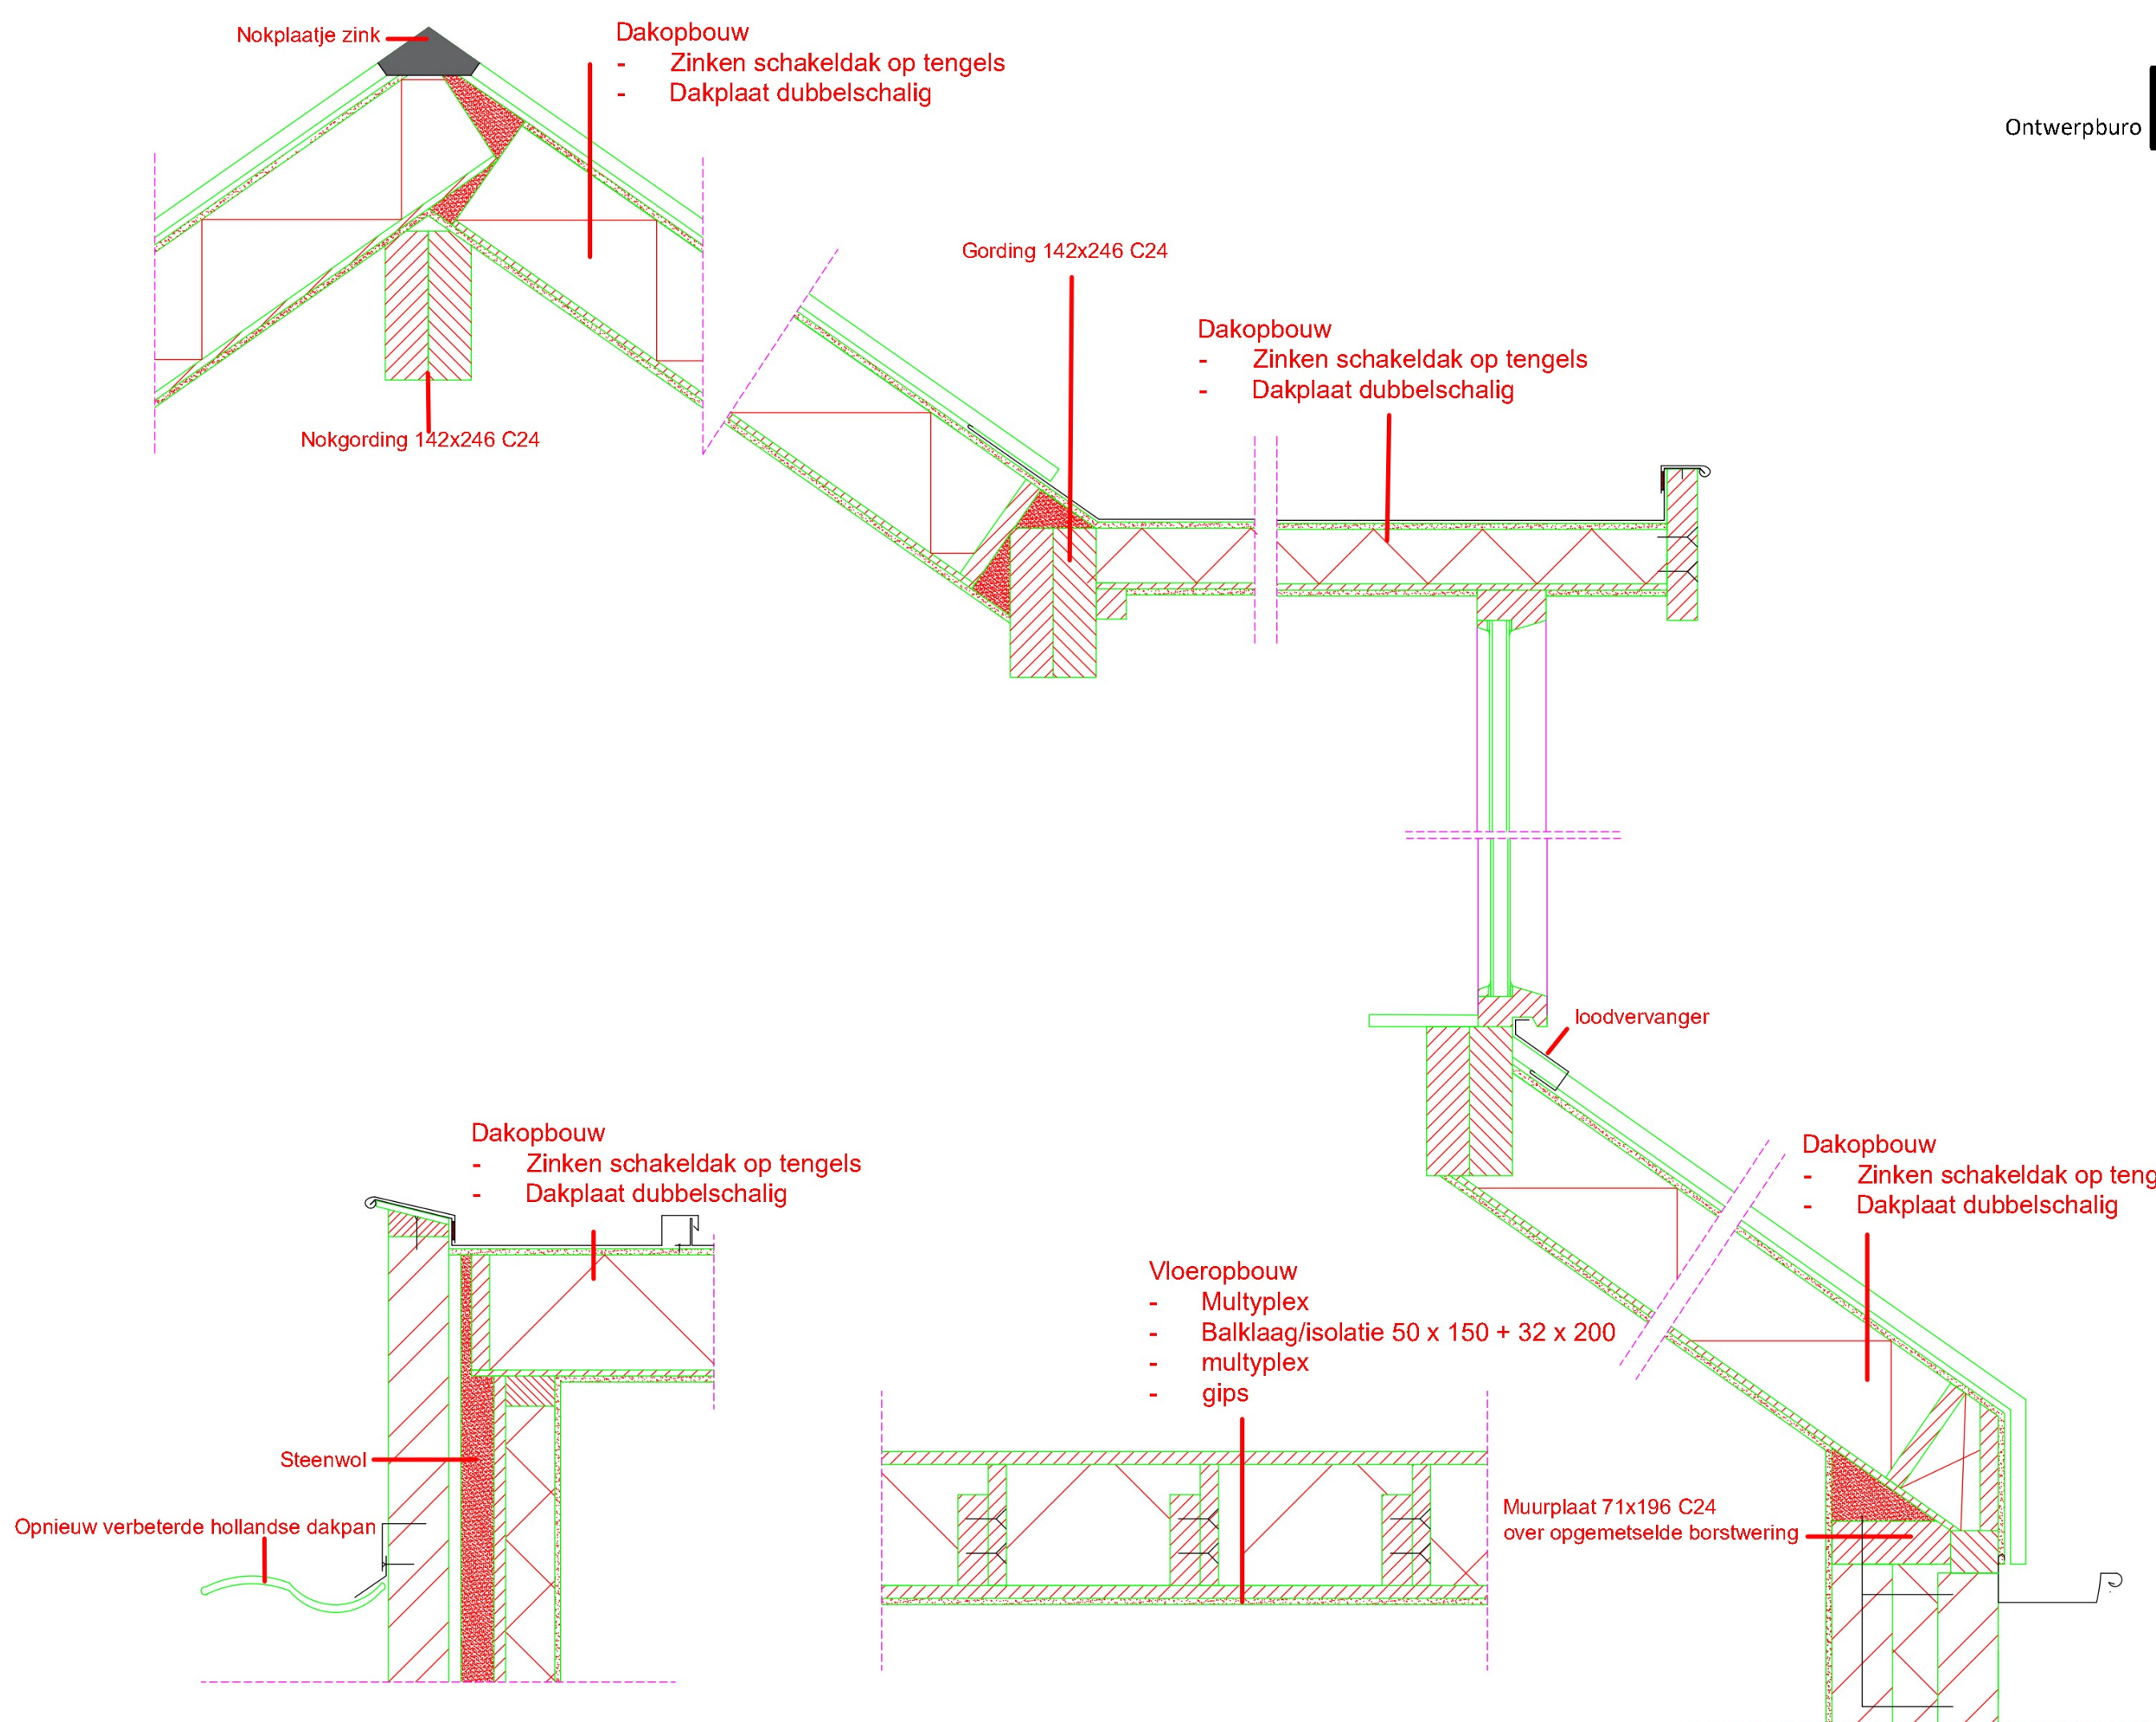 Nokplaatje zink
Dakopbouw
- Zinken schakeldak op tengels
- Dakplaat dubbelschalig
Ontwerpburo
Nokgording 142x246 C24
Gording 142x246 C24
Dakopbouw
- Zinken schakeldak op tengels
- Dakplaat dubbelschalig
loodvervanger
Dakopbouw
- Zinken schakeldak op tengels
- Dakplaat dubbelschalig
Dakopbouw
- Zinken schakeldak op teng
- Dakplaat dubbelschalig
Vloeropbouw
- Multyplex
- Balklaag/isolatie 50 x 150 + 32 x 200
- multyplex
- gips
Steenwol
Opnieuw verbeterde hollandse dakpan
Muurplaat 71x196 C24
over opgemetselde borstwering